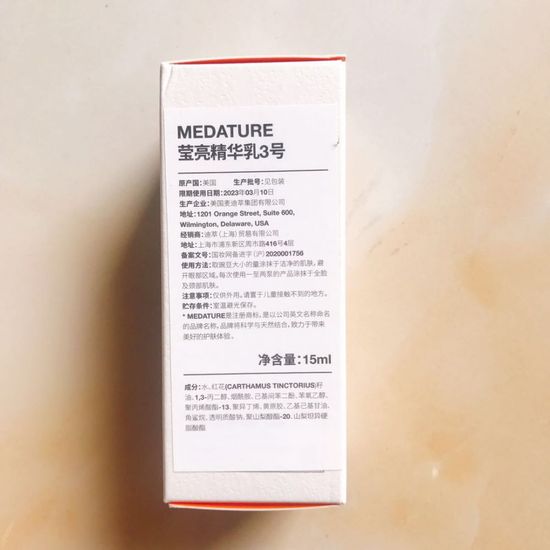 MEDATURE
莹亮精华乳3号
原产国:美国 生产批号:见包装
限期使用日期:2023年03月10日
生产企业:美国麦迪萃集团有限公司
地址:1201 Orange Street, Suite 600,
Wilmington, Delaware, USA
经销商:迪萃(上海)贸易有限公司
地址:上海市浦东新区周市路416号4层
备案文号:国妆网备进字(沪)2020001756
使用方法:取豌豆大小的量涂抹于洁净的肌肤,避
开眼部区域。每次使用一至两泵的产品涂抹于全脸
及颈部肌肤。
注意事项:仅供外用。请置于儿童接触不到的地方。
贮存条件:室温避光保存。
* MEDATURE是注册商标,是以公司英文名称命名
的品牌名称。品牌将科学与天然结合,致力于带来
美好的护肤体验。
净含量:15ml
成分:水、红花(CARTHAMUS TINCTORIUS)籽
油、1,3-丙二醇、烟酰胺、己基间苯二酚、苯氧乙醇、
聚丙烯酸酯-13、聚异丁烯、黄原胶、乙基己基甘油、
角鲨烷、透明质酸钠、聚山梨醇酯-20、山梨坦异硬
脂酸酯